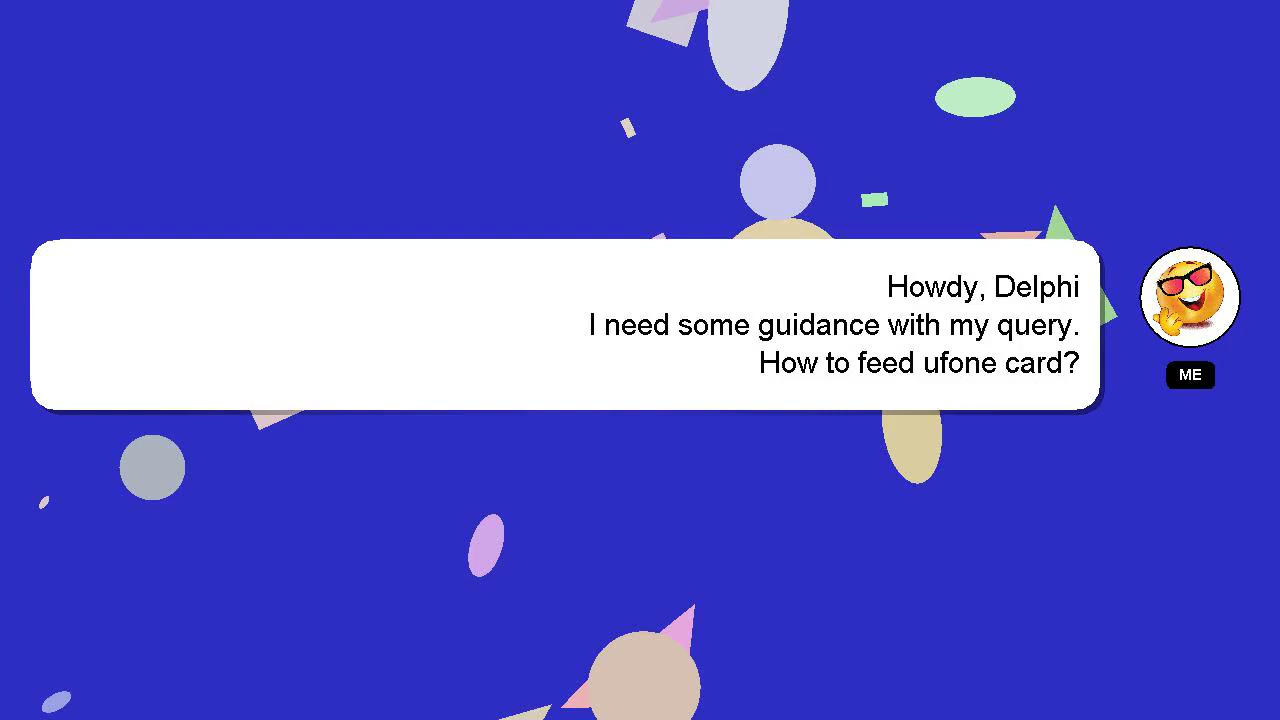 Howdy, Delphi
I need some guidance with my query.
How to feed ufone card?
ME